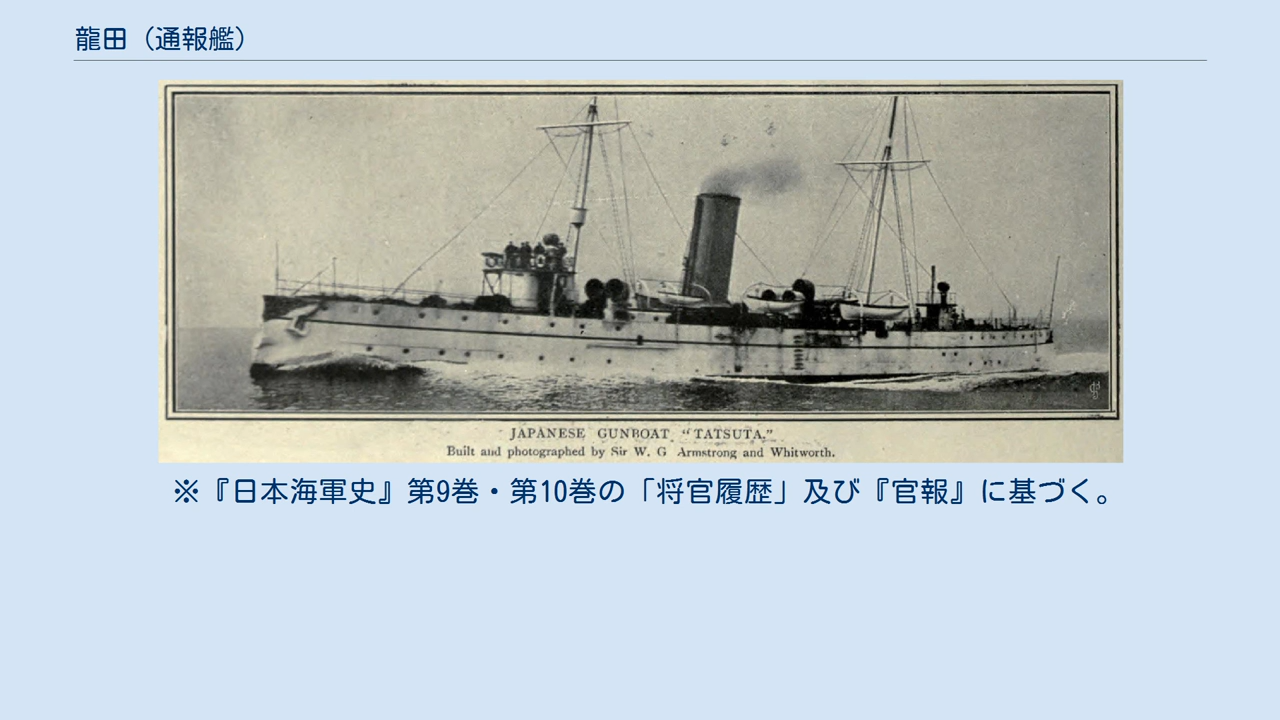 龍田（通報艦）
JAPANESE GUNBOAT "TATSUTA."
Built and photographed by Sir W. G Armstrong and Whitworth.
※『日本海軍史』第9巻・第10巻の「将官履歴」及び『官報』に基づく。